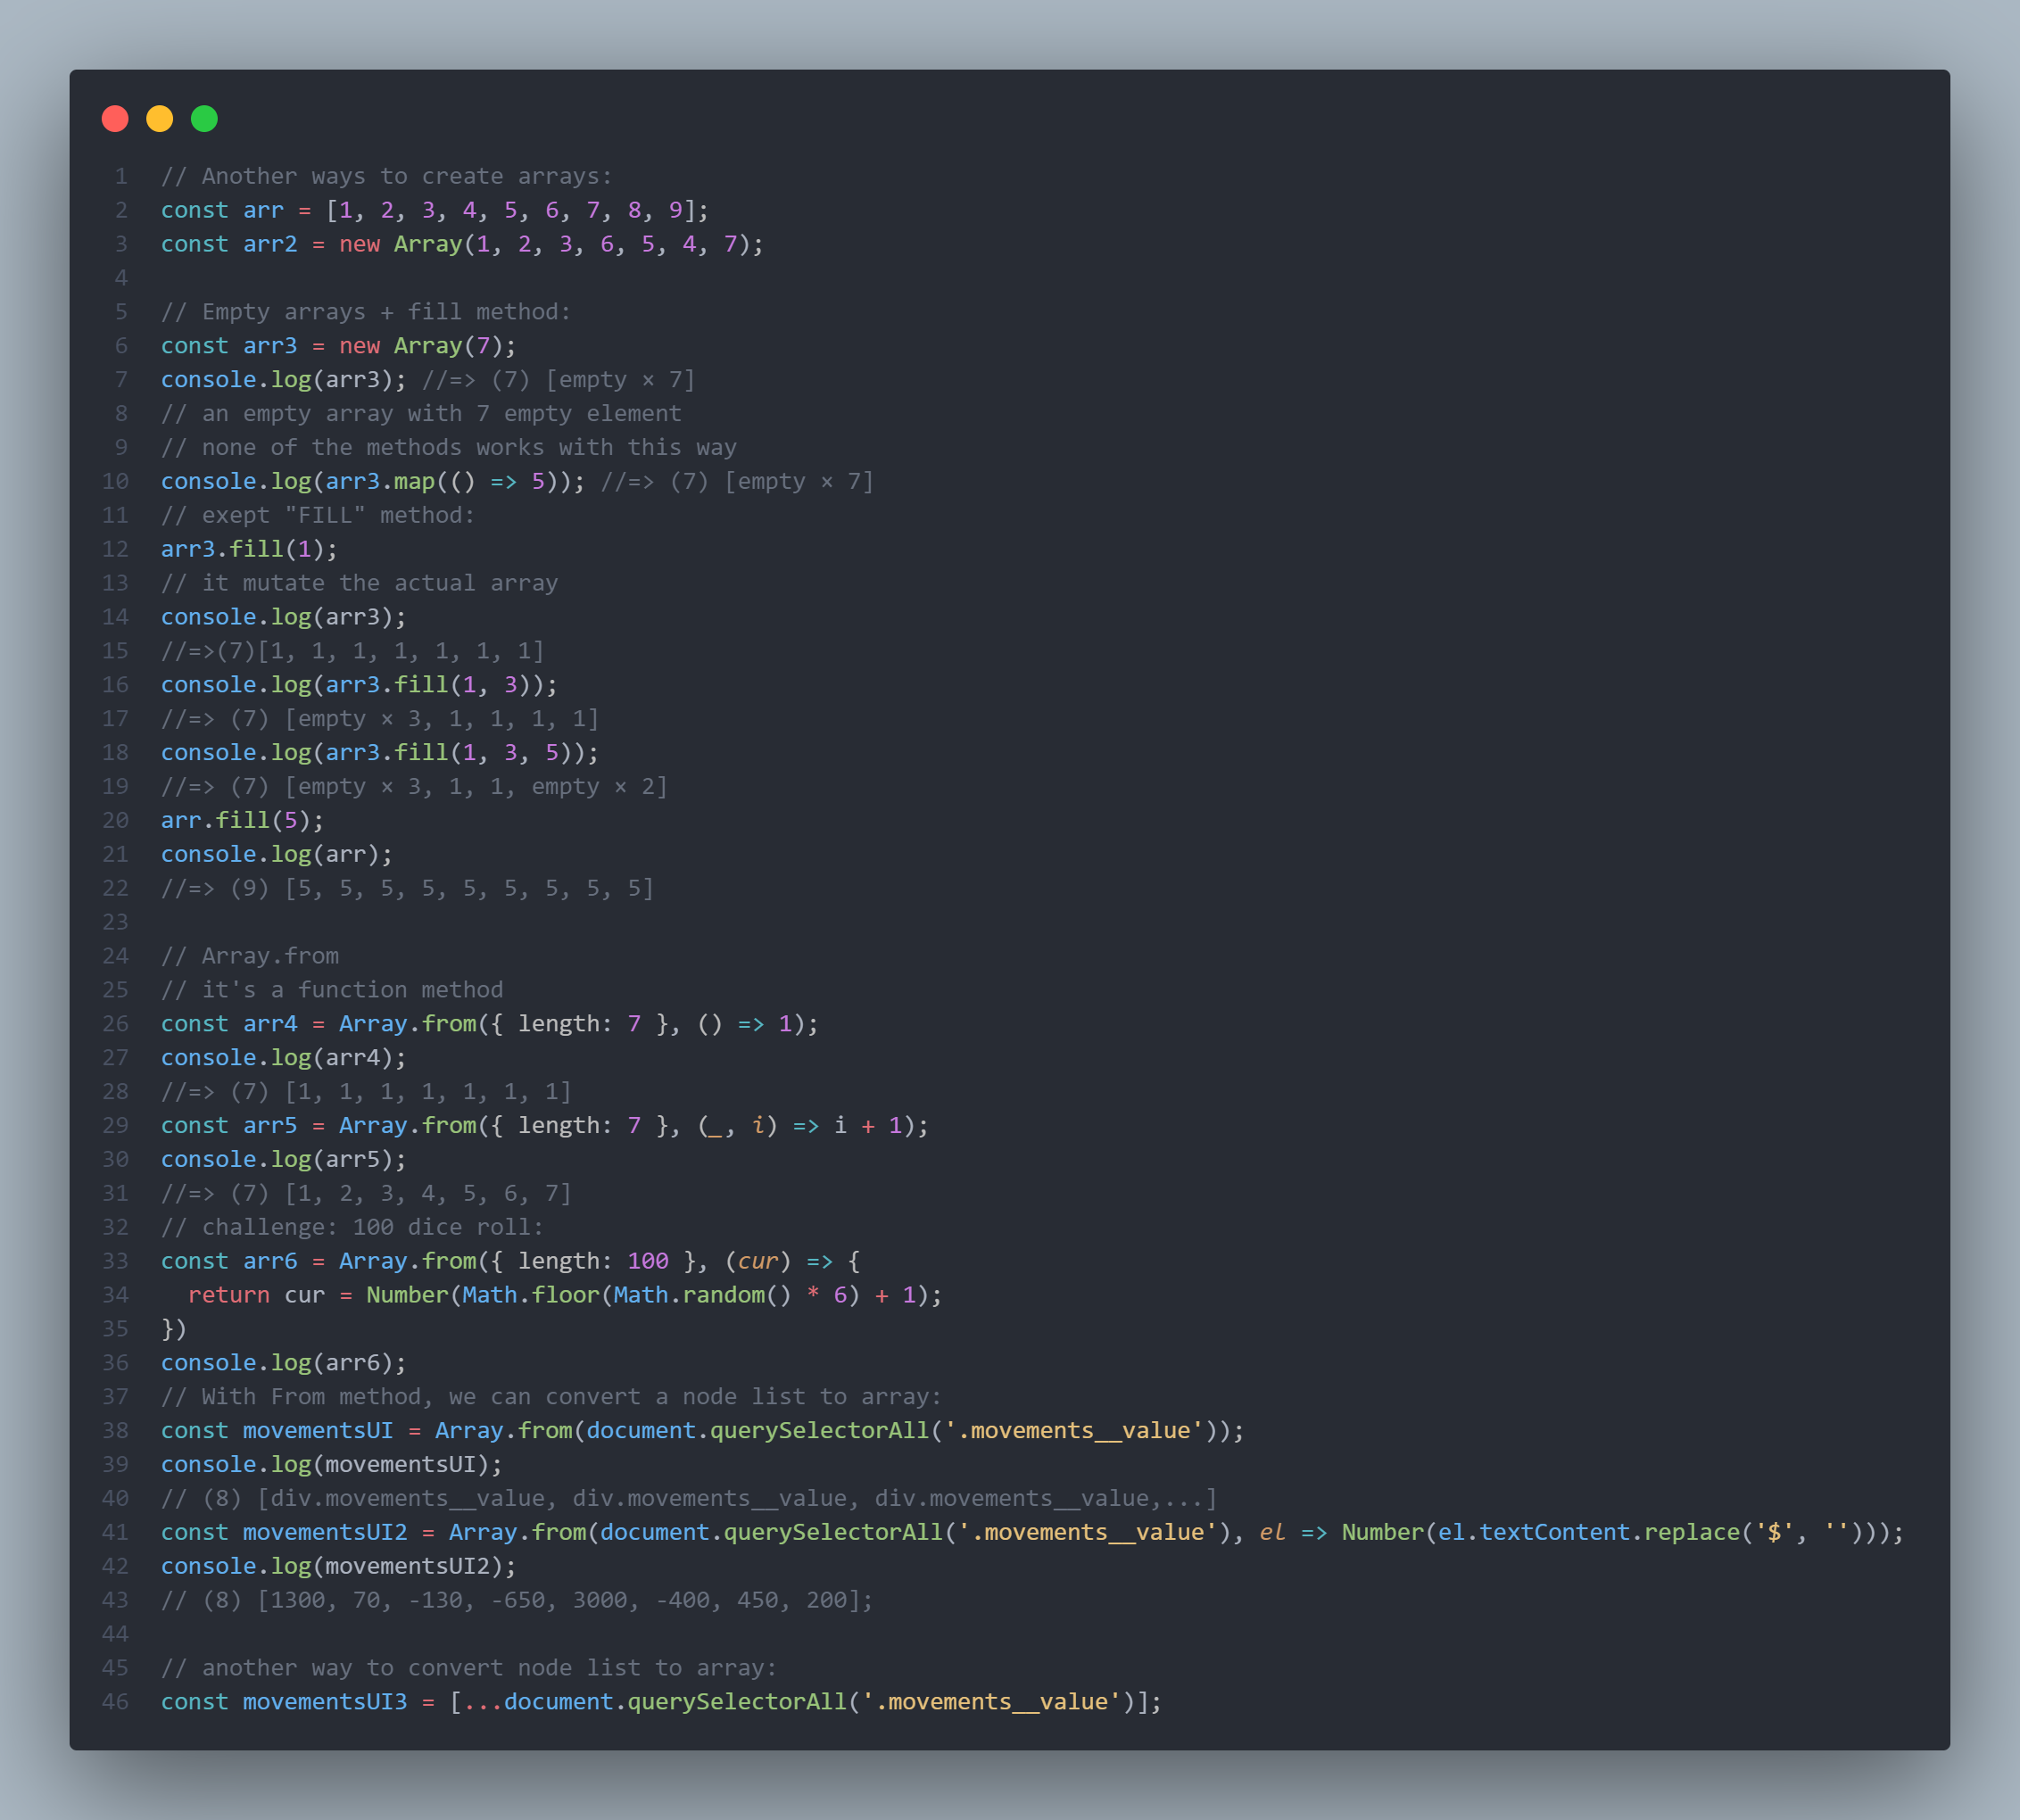 1 // Another ways to create arrays:
2 const arr = [1, 2, 3, 4, 5, 6, 7, 8, 9];
3 const arr2 = new Array(1, 2, 3, 6, 5, 4, 7);
4
5 // Empty arrays + fill method:
6 const arr3 = new Array(7);
7 console.log(arr3); //=> (7) [empty × 7]
8 // an empty array with 7 empty element
9 // none of the methods works with this way
10 console.log(arr3.map(() => 5)); //=> (7) [empty × 7]
11 // exept "FILL" method:
12 arr3.fill(1);
13 // it mutate the actual array
14 console.log(arr3);
15 //=>(7)[1, 1, 1, 1, 1, 1, 1]
16 console.log(arr3.fill(1, 3));
17 //=> (7) [empty × 3, 1, 1, 1, 1]
18 console.log(arr3.fill(1, 3, 5));
19 //=> (7) [empty × 3, 1, 1, empty × 2]
20 arr.fill(5);
21 console.log(arr);
22 //=> (9) [5, 5, 5, 5, 5, 5, 5, 5, 5]
23
24 // Array.from
25 // it's a function method
26 const arr4 = Array.from({ length: 7 }, () => 1);
27 console.log(arr4);
28 //=> (7) [1, 1, 1, 1, 1, 1, 1]
29 const arr5 = Array.from({ length: 7 }, (_, i) => i + 1);
30 console.log(arr5);
31 //=> (7) [1, 2, 3, 4, 5, 6, 7]
32 // challenge: 100 dice roll:
33 const arr6 = Array.from({ length: 100 }, (cur) => {
34   return cur = Number(Math.floor(Math.random() * 6) + 1);
35 })
36 console.log(arr6);
37 // With From method, we can convert a node list to array:
38 const movementsUI = Array.from(document.querySelectorAll('.movements__value'));
39 console.log(movementsUI);
40 // (8) [div.movements__value, div.movements__value, div.movements__value,...]
41 const movementsUI2 = Array.from(document.querySelectorAll('.movements__value'), el => Number(el.textContent.replace('$', '')));
42 console.log(movementsUI2);
43 // (8) [1300, 70, -130, -650, 3000, -400, 450, 200];
44
45 // another way to convert node list to array:
46 const movementsUI3 = [...document.querySelectorAll('.movements__value')];